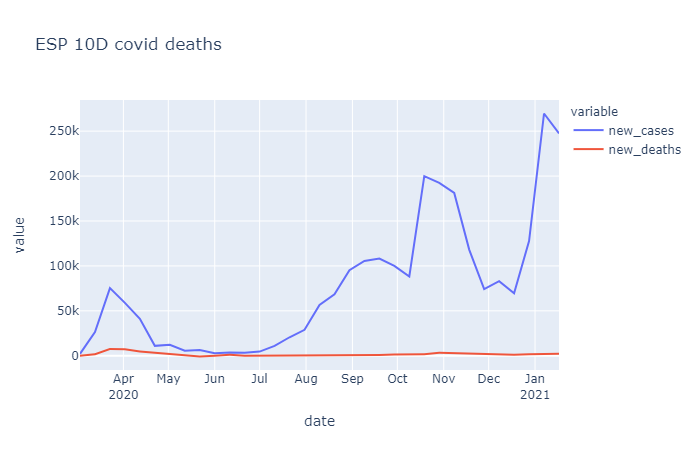 ESP 10D covid deaths
variable
new_cases
new_deaths
value
250k
200k
150k
100k
50k
0
Apr May Jun Jul Aug Sep Oct Nov Dec Jan
2020 2021
date